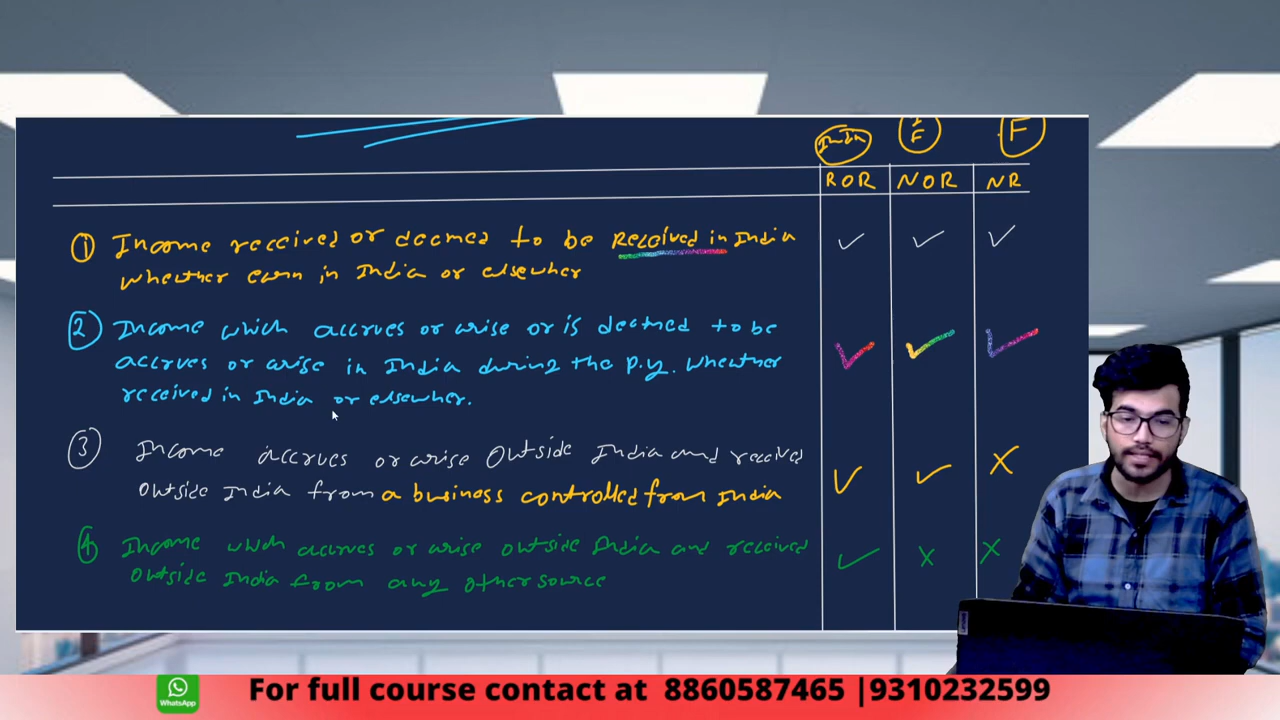 India I F F
ROR NOR NR
① Income received or deemed to be Received in India ✓ ✓ ✓
whether earn in India or elsewher
② Income which accrues or arise or is deemed to be
accrues or arise in India during the P.Y. whether ✓ ✓ ✓
received in India or elsewher.
③ Income accrues or arise Outside India and received
outside India from a business controlled from India ✓ ✓ X
④ Income which accrues or arise outside India and received ✓ X X
outside India from any other source
WhatsApp
For full course contact at 8860587465 |9310232599